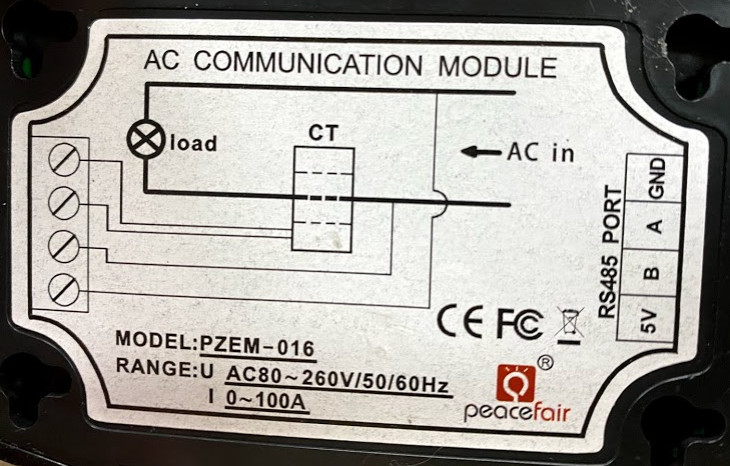 AC COMMUNICATION MODULE
load
CT
AC in
RS485 PORT
GND
A
B
5V
CE FC
MODEL:PZEM-016
RANGE:U AC80~260V/50/60Hz
I 0~100A
®
peacefair